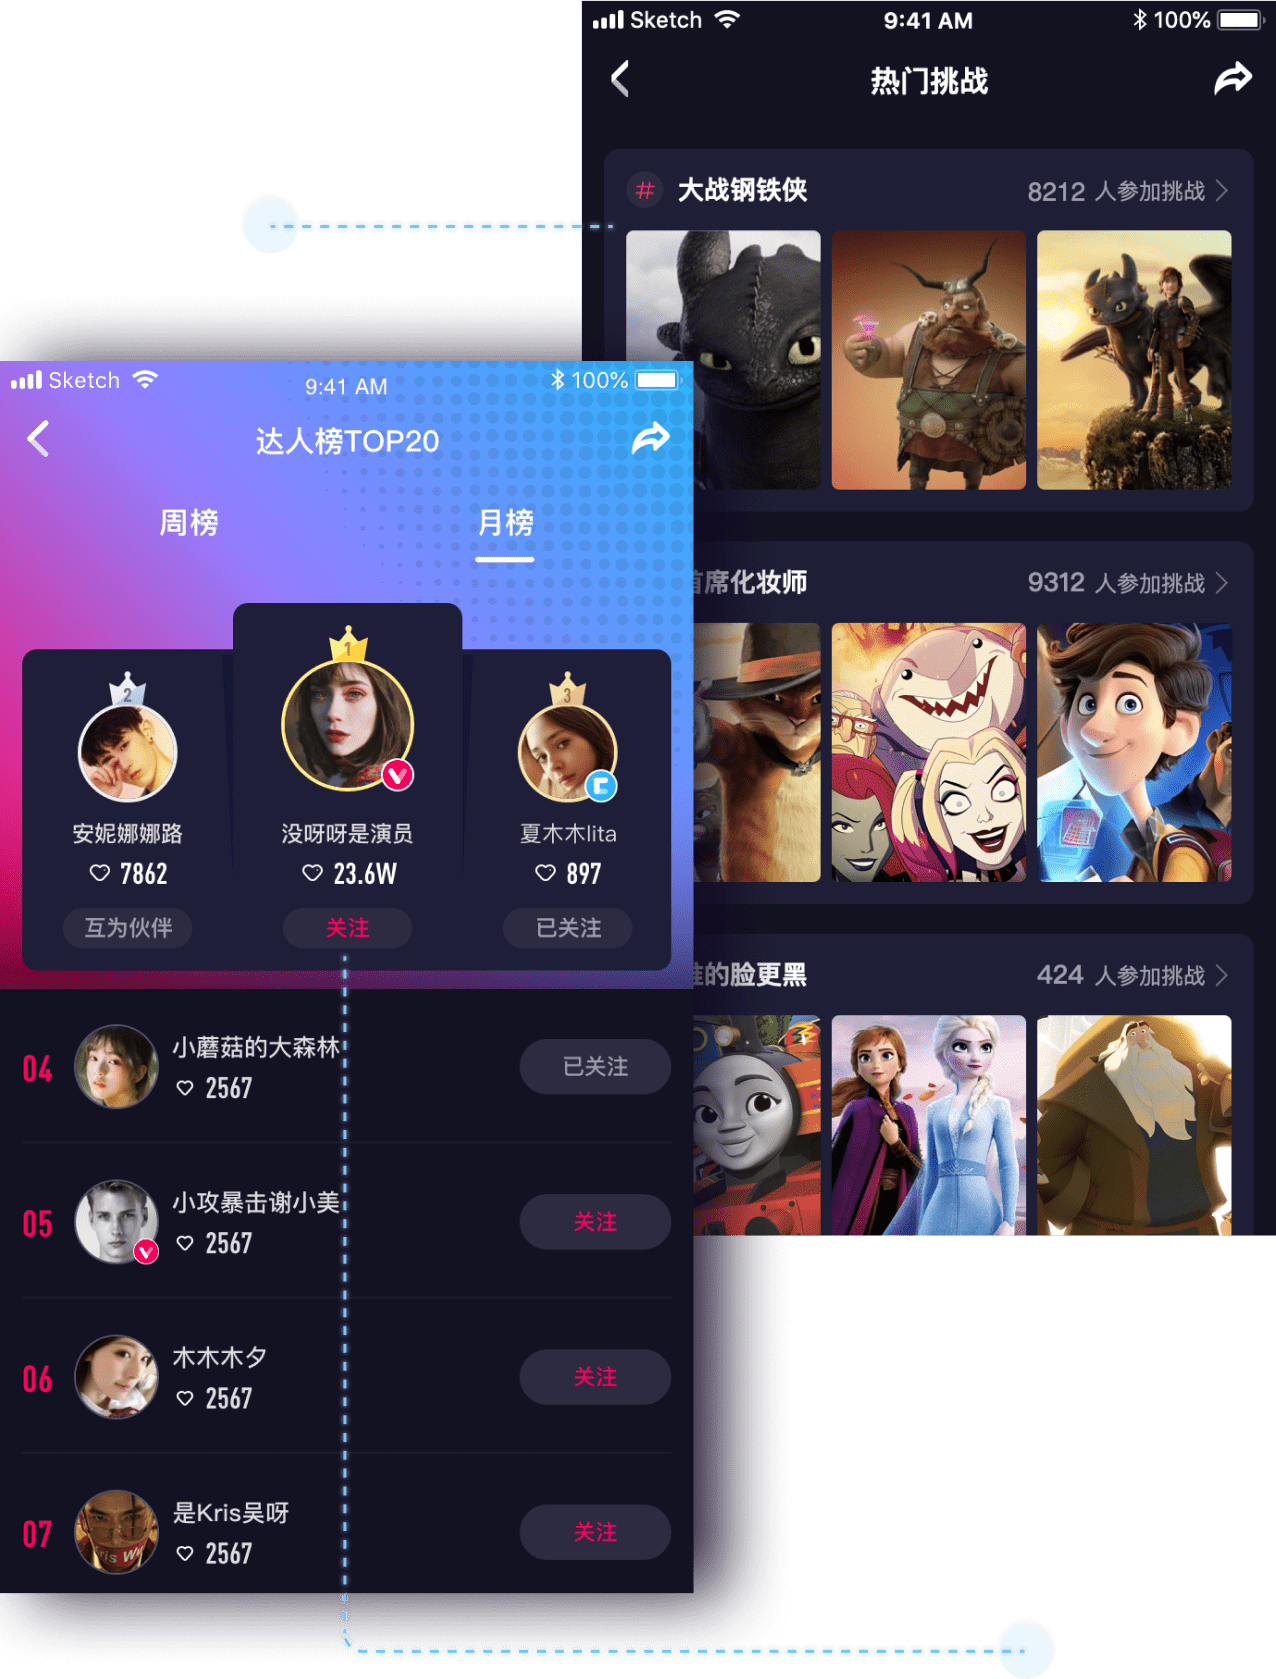 Sketch 9:41 AM 100%
热门挑战
# 大战钢铁侠 8212 人参加挑战
席化妆师 9312 人参加挑战
的脸更黑 424 人参加挑战
Sketch 9:41 AM 100%
达人榜TOP20
周榜 月榜
2 1 3
安妮娜娜路 没呀呀是演员 夏木木lita
7862 23.6W 897
互为伙伴 关注 已关注
04 小蘑菇的大森林 已关注
2567
05 小攻暴击谢小美 关注
2567
06 木木木夕 关注
2567
07 是Kris吴呀 关注
2567